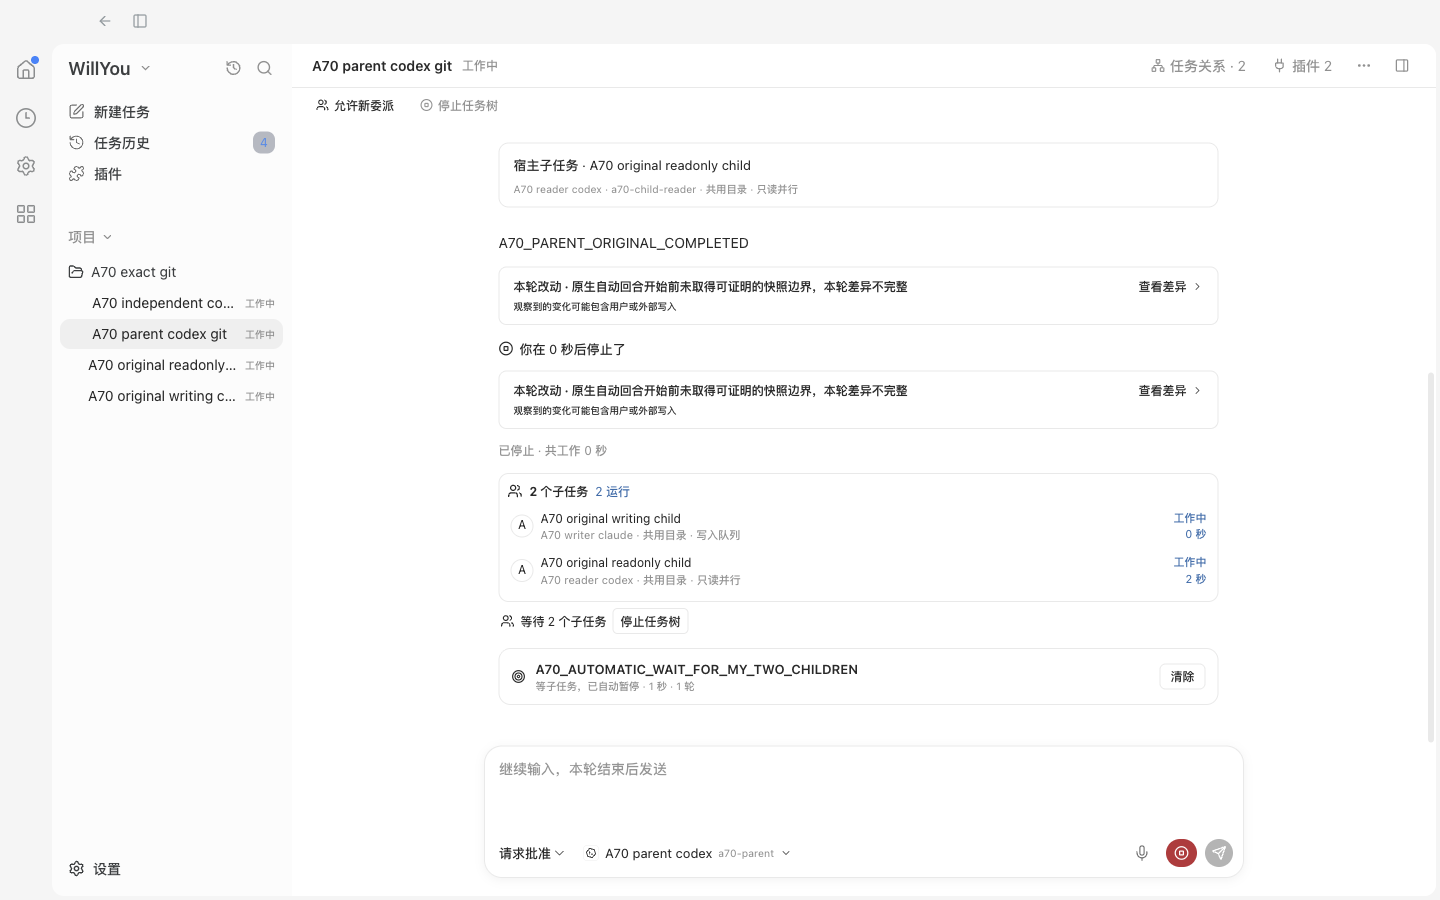 WillYou
新建任务
任务历史
4
插件
项目
A70 exact git
A70 independent co... 工作中
A70 parent codex git 工作中
A70 original readonly... 工作中
A70 original writing c... 工作中
设置
A70 parent codex git 工作中
任务关系 · 2
插件 2
允许新委派
停止任务树
宿主子任务 · A70 original readonly child
A70 reader codex · a70-child-reader · 共用目录 · 只读并行
A70_PARENT_ORIGINAL_COMPLETED
本轮改动 · 原生自动回合开始前未取得可证明的快照边界，本轮差异不完整
查看差异
观察到的变化可能包含用户或外部写入
你在 0 秒后停止了
本轮改动 · 原生自动回合开始前未取得可证明的快照边界，本轮差异不完整
查看差异
观察到的变化可能包含用户或外部写入
已停止 · 共工作 0 秒
2 个子任务 2 运行
A
A70 original writing child
工作中
A70 writer claude · 共用目录 · 写入队列
0 秒
A
A70 original readonly child
工作中
A70 reader codex · 共用目录 · 只读并行
2 秒
等待 2 个子任务
停止任务树
A70_AUTOMATIC_WAIT_FOR_MY_TWO_CHILDREN
等子任务，已自动暂停 · 1 秒 · 1 轮
清除
继续输入，本轮结束后发送
请求批准
A70 parent codex a70-parent